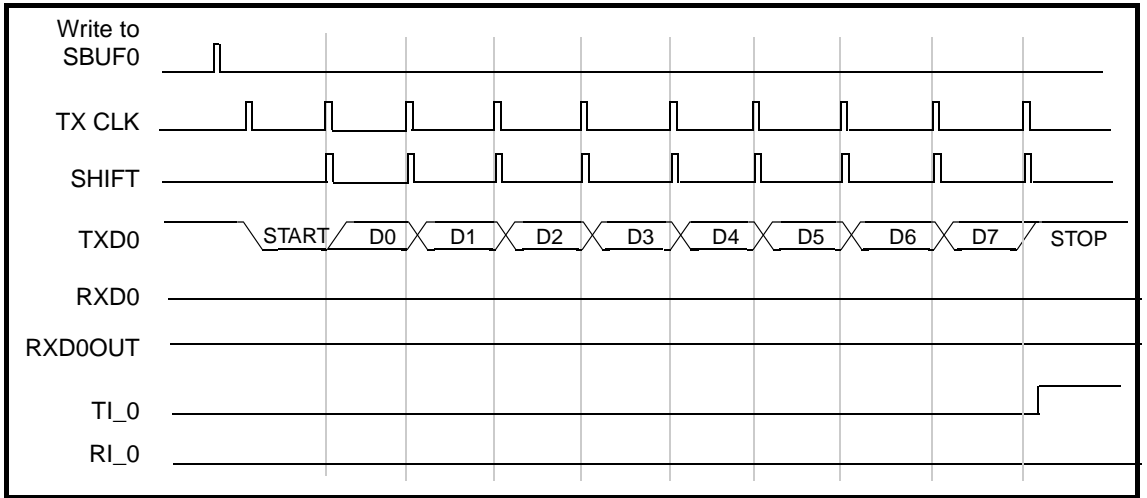 Write to
SBUF0
TX CLK
SHIFT
TXD0 START D0 D1 D2 D3 D4 D5 D6 D7 STOP
RXD0
RXD0OUT
TI_0
RI_0